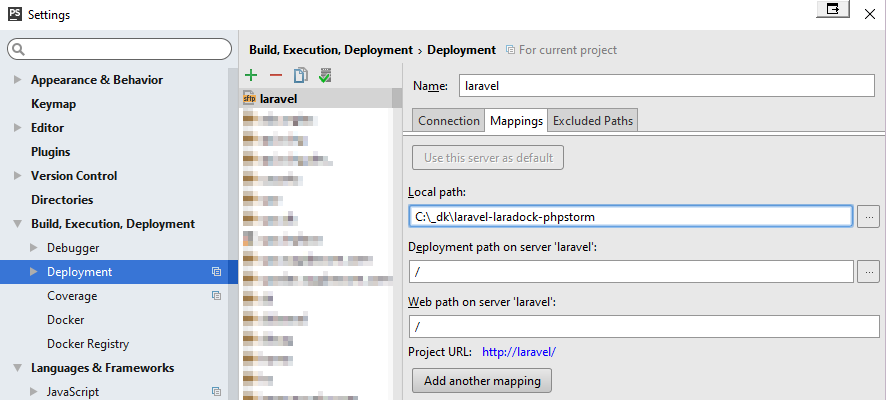 PS Settings
Build, Execution, Deployment › Deployment For current project
Appearance & Behavior
Keymap
Editor
Plugins
Version Control
Directories
Build, Execution, Deployment
Debugger
Deployment
Coverage
Docker
Docker Registry
Languages & Frameworks
JavaScript
sftp laravel
Name: laravel
Connection Mappings Excluded Paths
Use this server as default
Local path:
C:\_dk\laravel-laradock-phpstorm ...
Deployment path on server 'laravel':
/ ...
Web path on server 'laravel':
/
Project URL: http://laravel/
Add another mapping